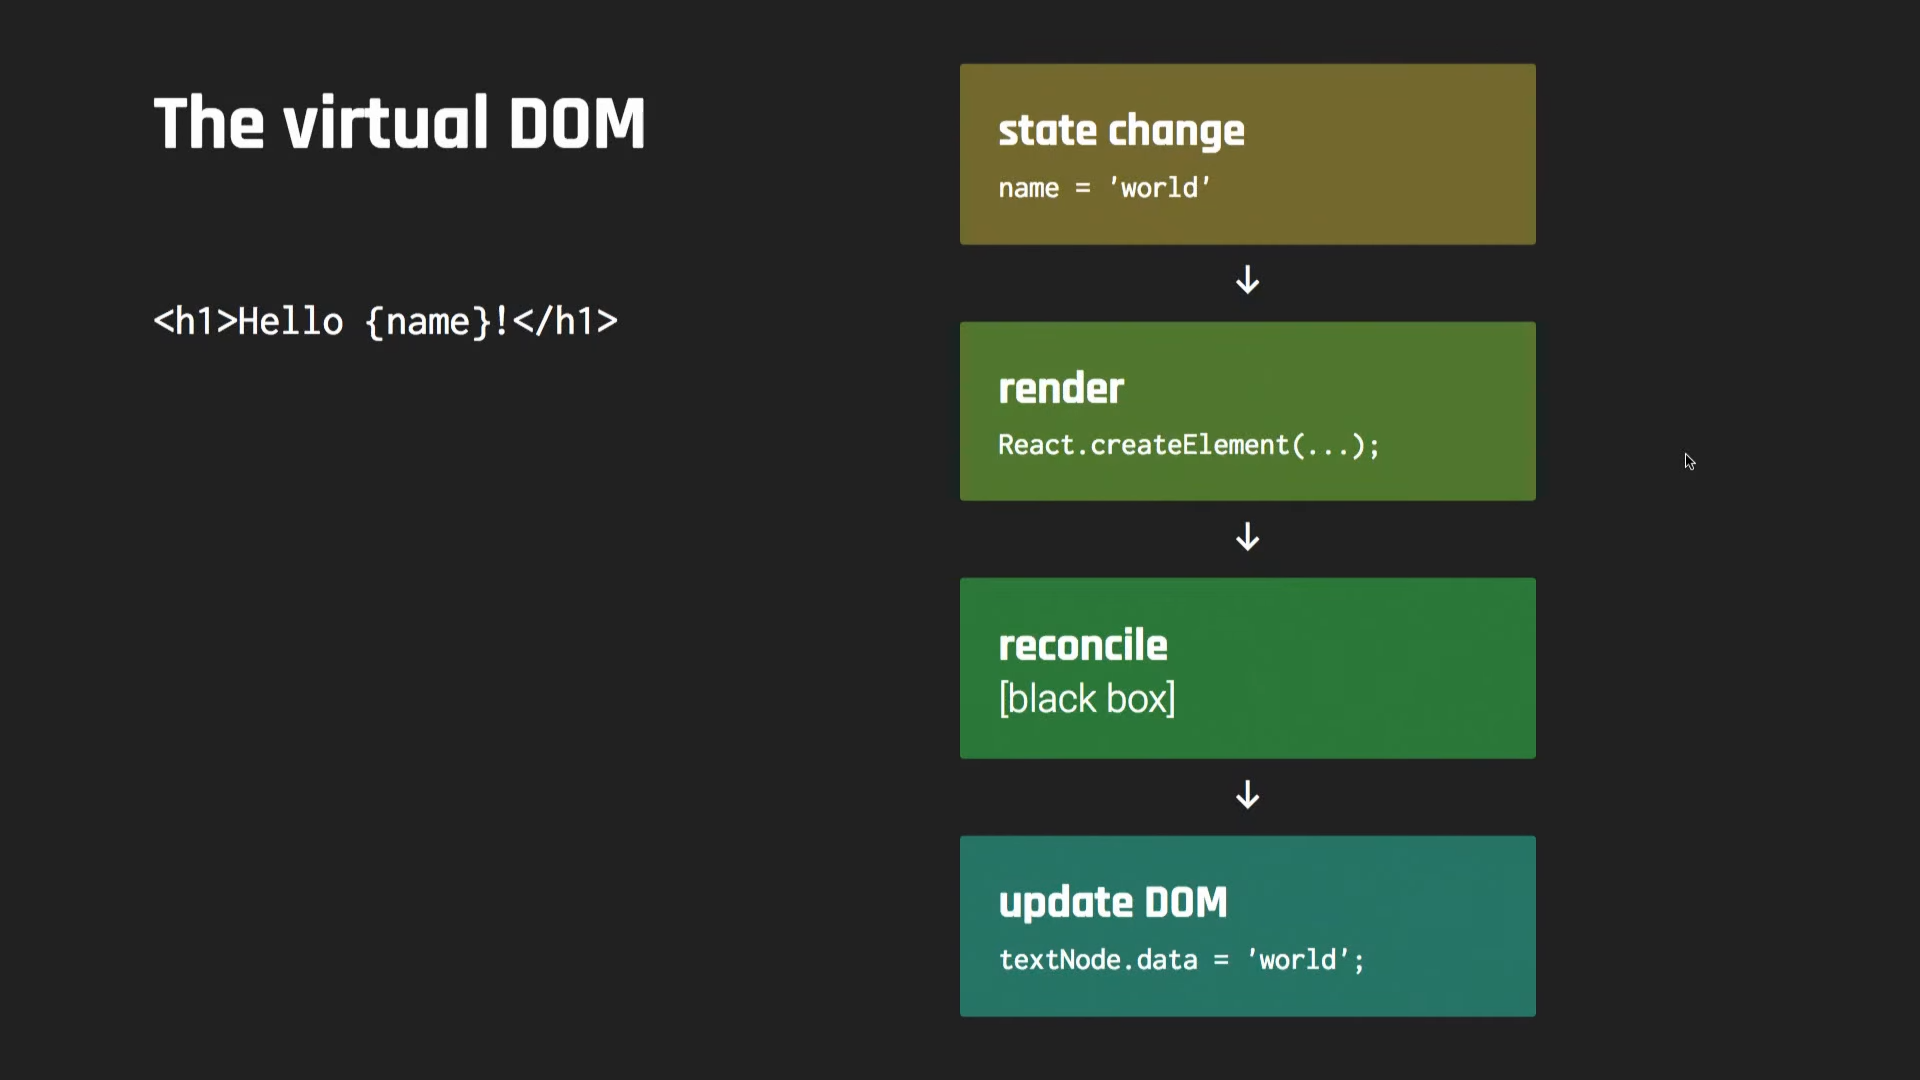 The virtual DOM
<h1>Hello {name}!</h1>
state change
name = 'world'
↓
render
React.createElement(...);
↓
reconcile
[black box]
↓
update DOM
textNode.data = 'world';